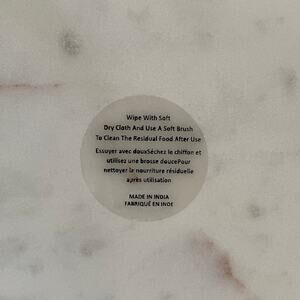 Wipe With Soft
Dry Cloth And Use A Soft Brush
To Clean The Residual Food After Use
Essuyer avec douxSéchez le chiffon et
utilisez une brosse doucePour
nettoyer le nourriture résiduelle
après utilisation
MADE IN INDIA
FABRIQUÉ EN INDE